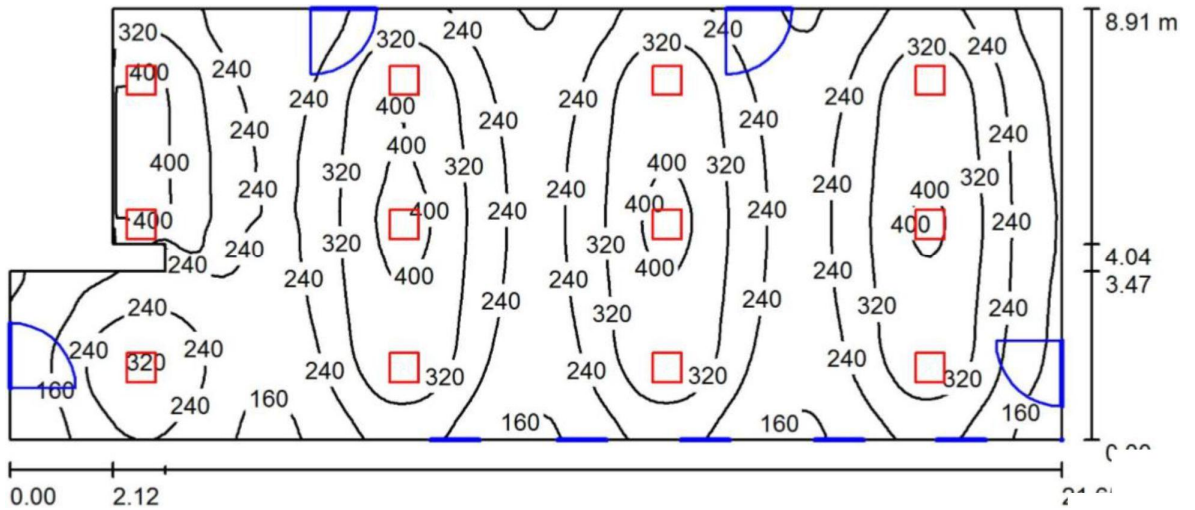 8.91 m
320 240 320 240 240 320 320 240
400 240 240 240
400 240 240 240 240
400 320 400 320 400 320 320
240 240 240 240 400
400 400 240 400 240 400 240
240 320 320
240 400 240 400 240 4.04
3.47
240 240 320 240 320 240
240 240 320 240 240 240 240
160 320 320 320
240 160 160 160 160
0.00 2.12